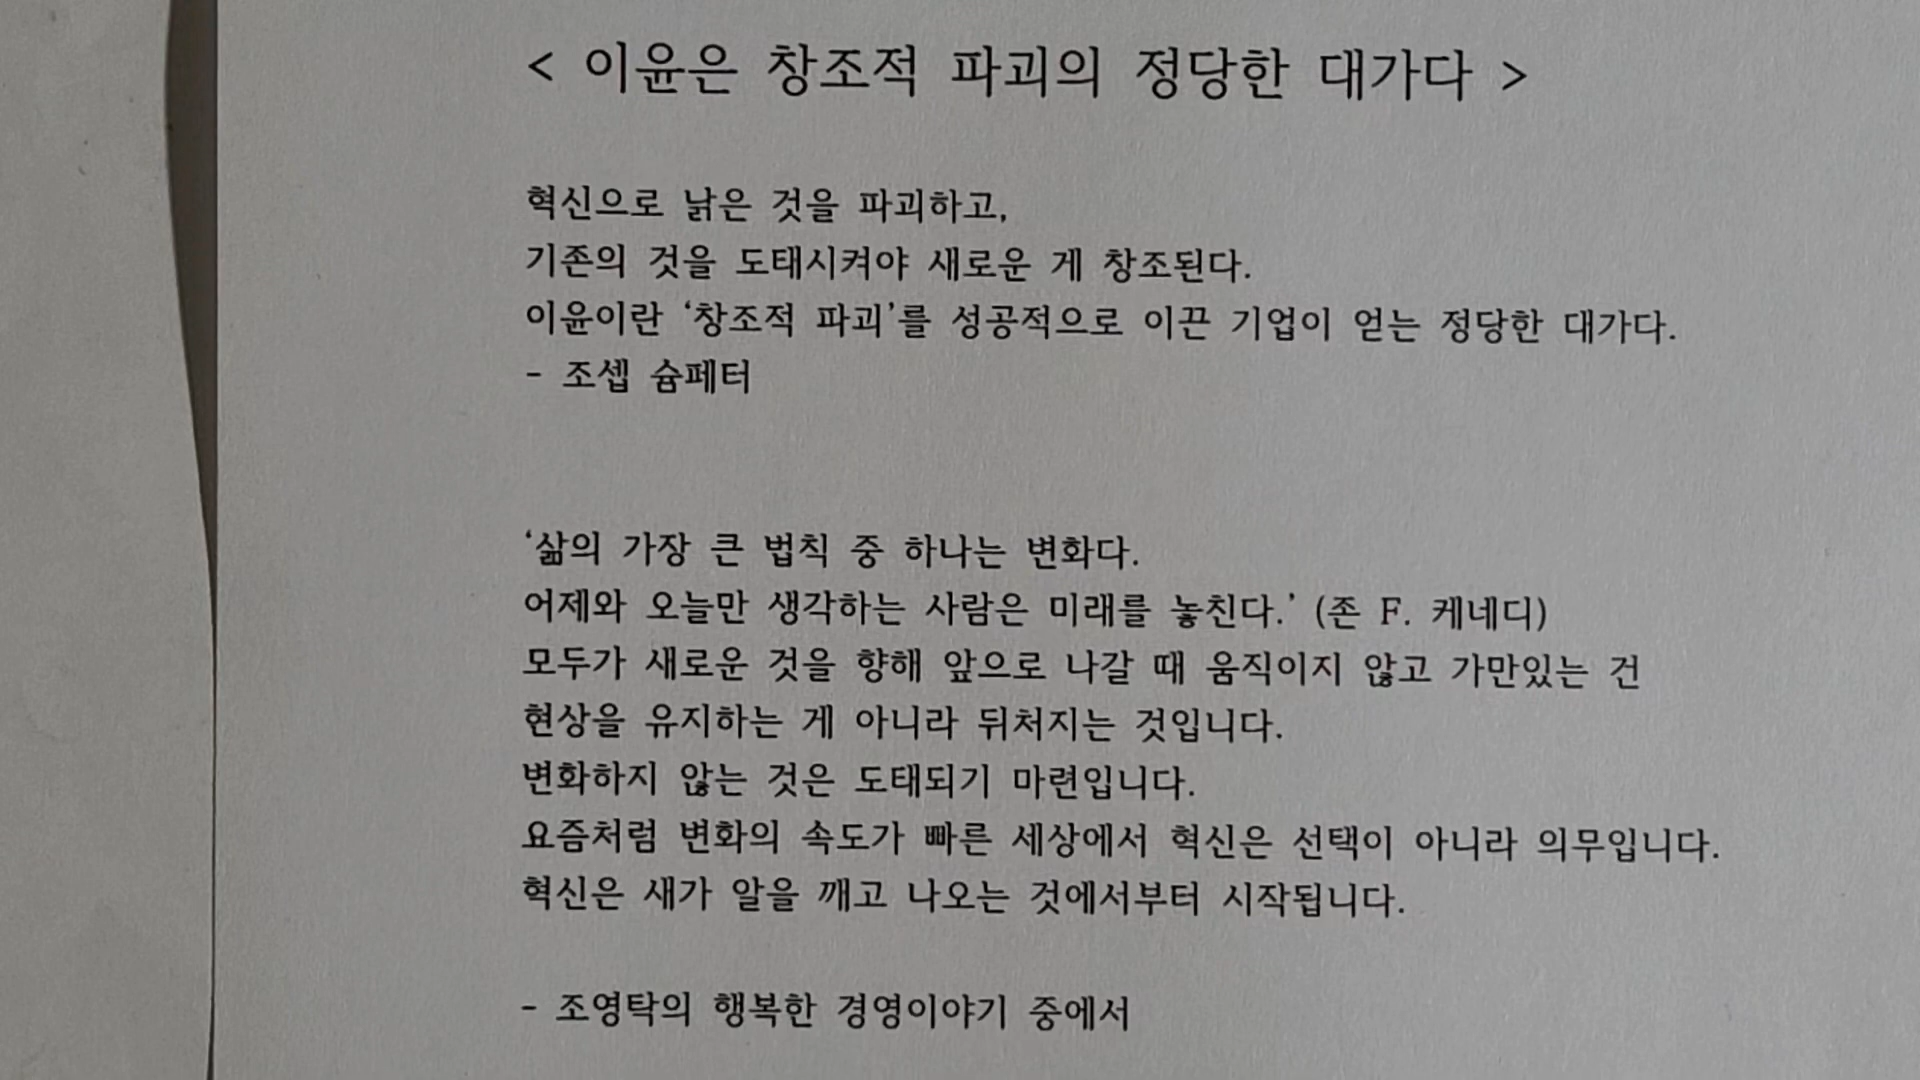 < 이윤은 창조적 파괴의 정당한 대가다 >
혁신으로 낡은 것을 파괴하고,
기존의 것을 도태시켜야 새로운 게 창조된다.
이윤이란 ‘창조적 파괴’를 성공적으로 이끈 기업이 얻는 정당한 대가다.
- 조셉 슘페터
‘삶의 가장 큰 법칙 중 하나는 변화다.
어제와 오늘만 생각하는 사람은 미래를 놓친다.’ (존 F. 케네디)
모두가 새로운 것을 향해 앞으로 나갈 때 움직이지 않고 가만있는 건
현상을 유지하는 게 아니라 뒤처지는 것입니다.
변화하지 않는 것은 도태되기 마련입니다.
요즘처럼 변화의 속도가 빠른 세상에서 혁신은 선택이 아니라 의무입니다.
혁신은 새가 알을 깨고 나오는 것에서부터 시작됩니다.
- 조영탁의 행복한 경영이야기 중에서